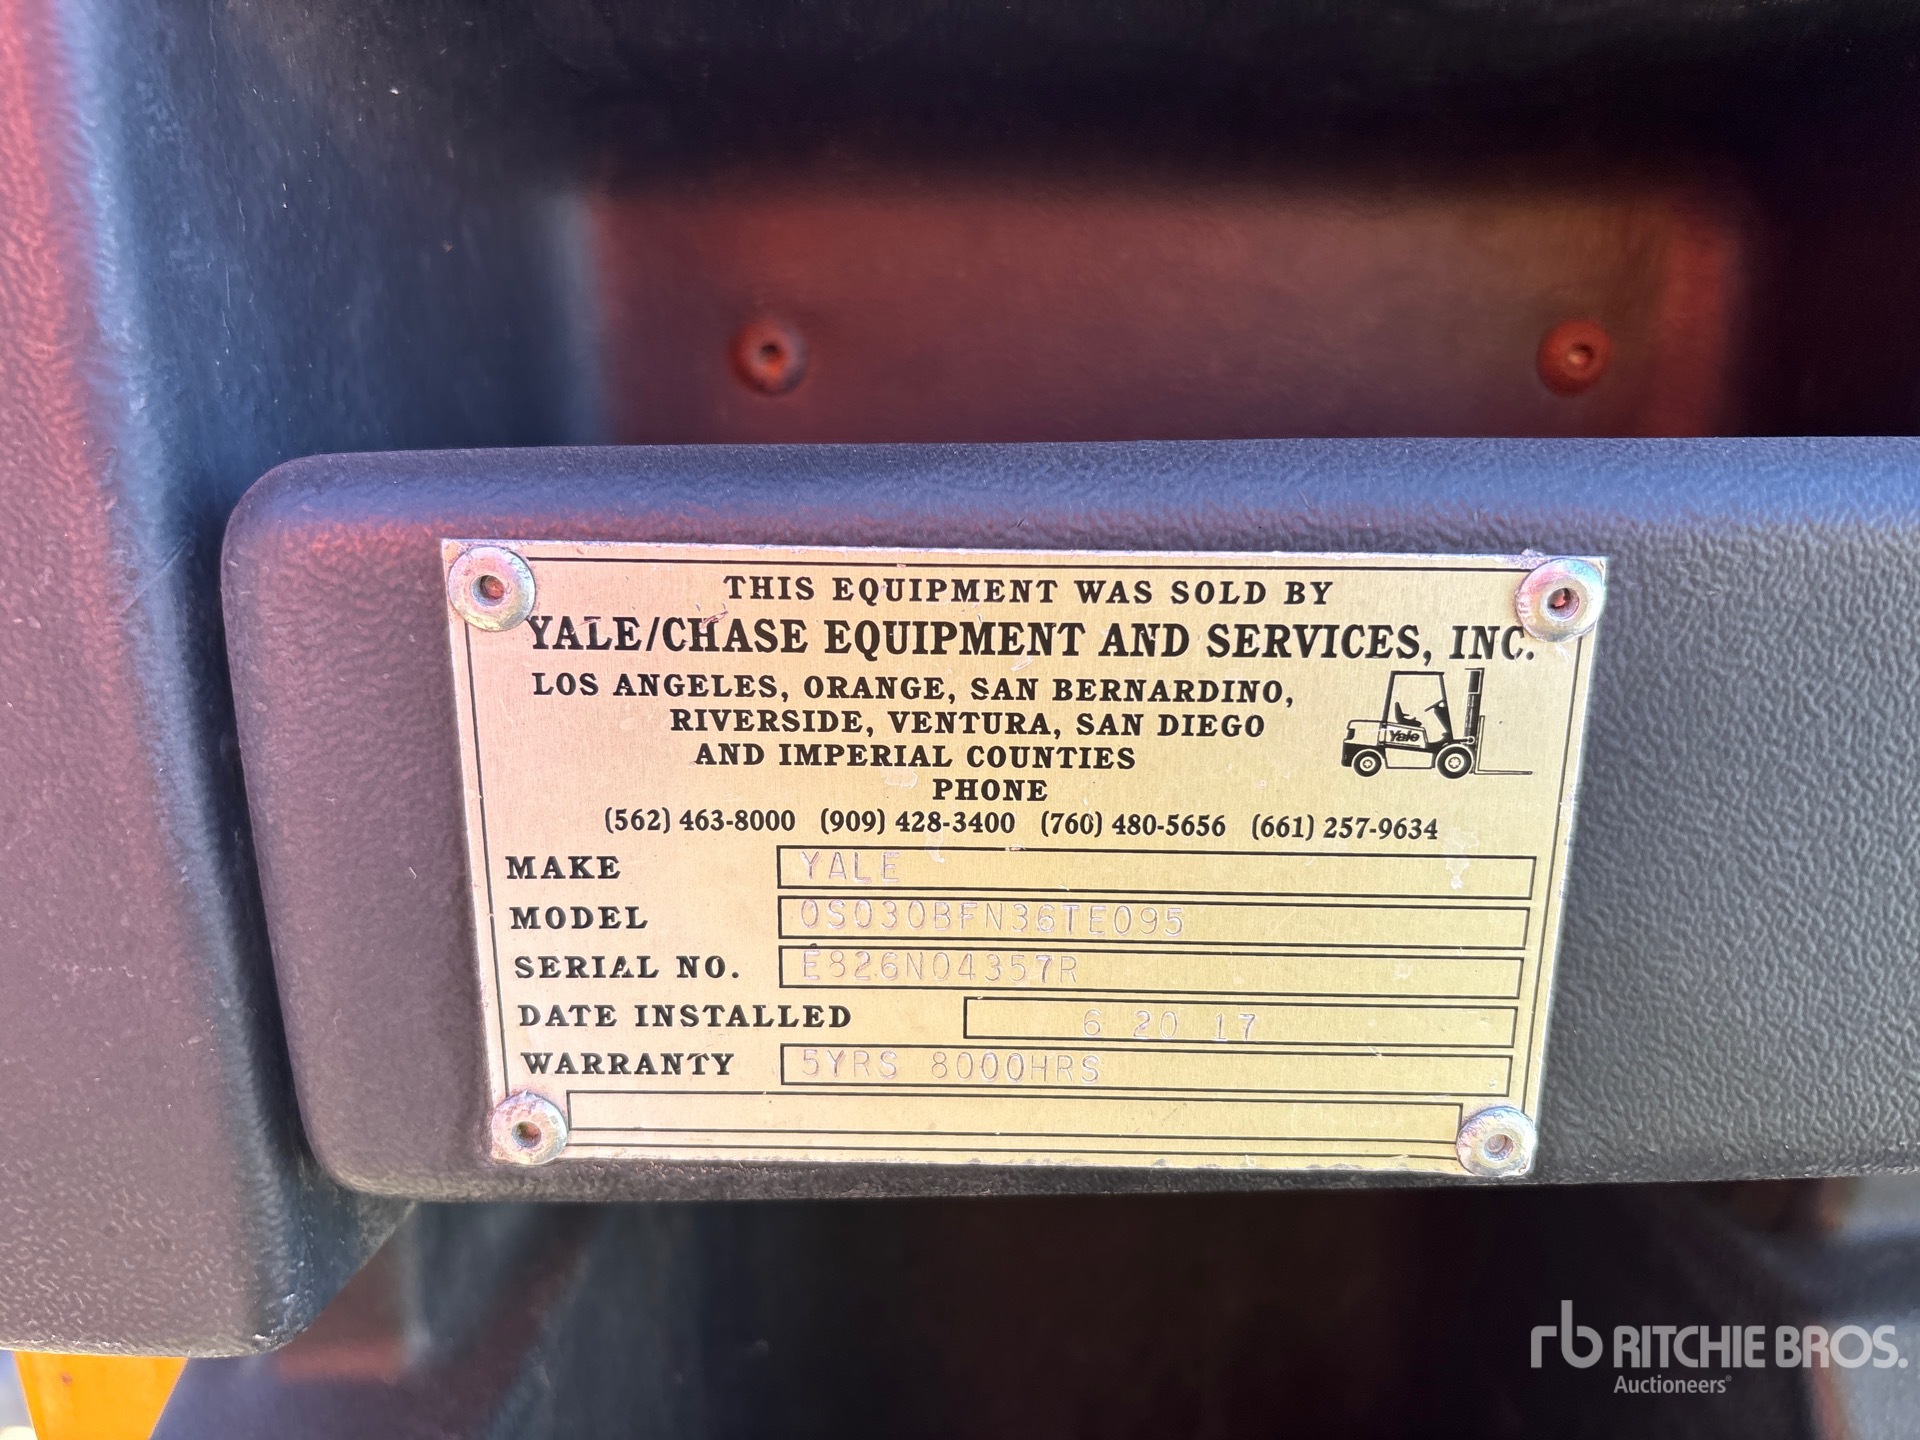 THIS EQUIPMENT WAS SOLD BY
YALE/CHASE EQUIPMENT AND SERVICES, INC.
LOS ANGELES, ORANGE, SAN BERNARDINO,
RIVERSIDE, VENTURA, SAN DIEGO
AND IMPERIAL COUNTIES
Yale
PHONE
(562) 463-8000 (909) 428-3400 (760) 480-5656 (661) 257-9634
MAKE YALE
MODEL OS030BFN36TE095
SERIAL NO. E826N04357R
DATE INSTALLED 6 20 17
WARRANTY 5YRS 8000HRS
rb RITCHIE BROS.
Auctioneers®